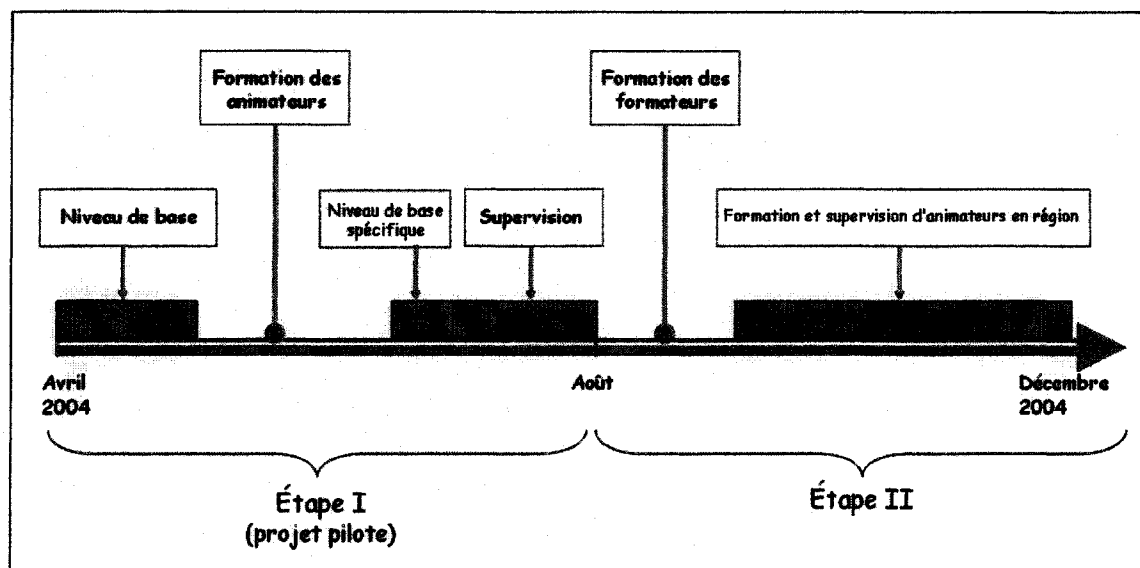 Formation des
animateurs
Formation des
formateurs
Niveau de base
Niveau de base
spécifique
Supervision
Formation et supervision d'animateurs en région
Avril
2004
Août
Décembre
2004
Étape I
(projet pilote)
Étape II